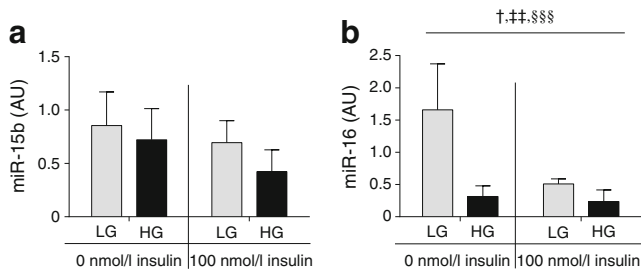 a
miR-15b (AU)
1.5
1.0
0.5
0
LG HG LG HG
0 nmol/l insulin 100 nmol/l insulin
b
†,‡‡,§§§
miR-16 (AU)
2.5
2.0
1.5
1.0
0.5
0
LG HG LG HG
0 nmol/l insulin 100 nmol/l insulin